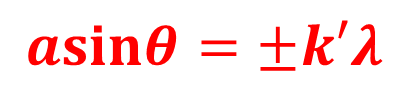 asinθ = ±k′λ